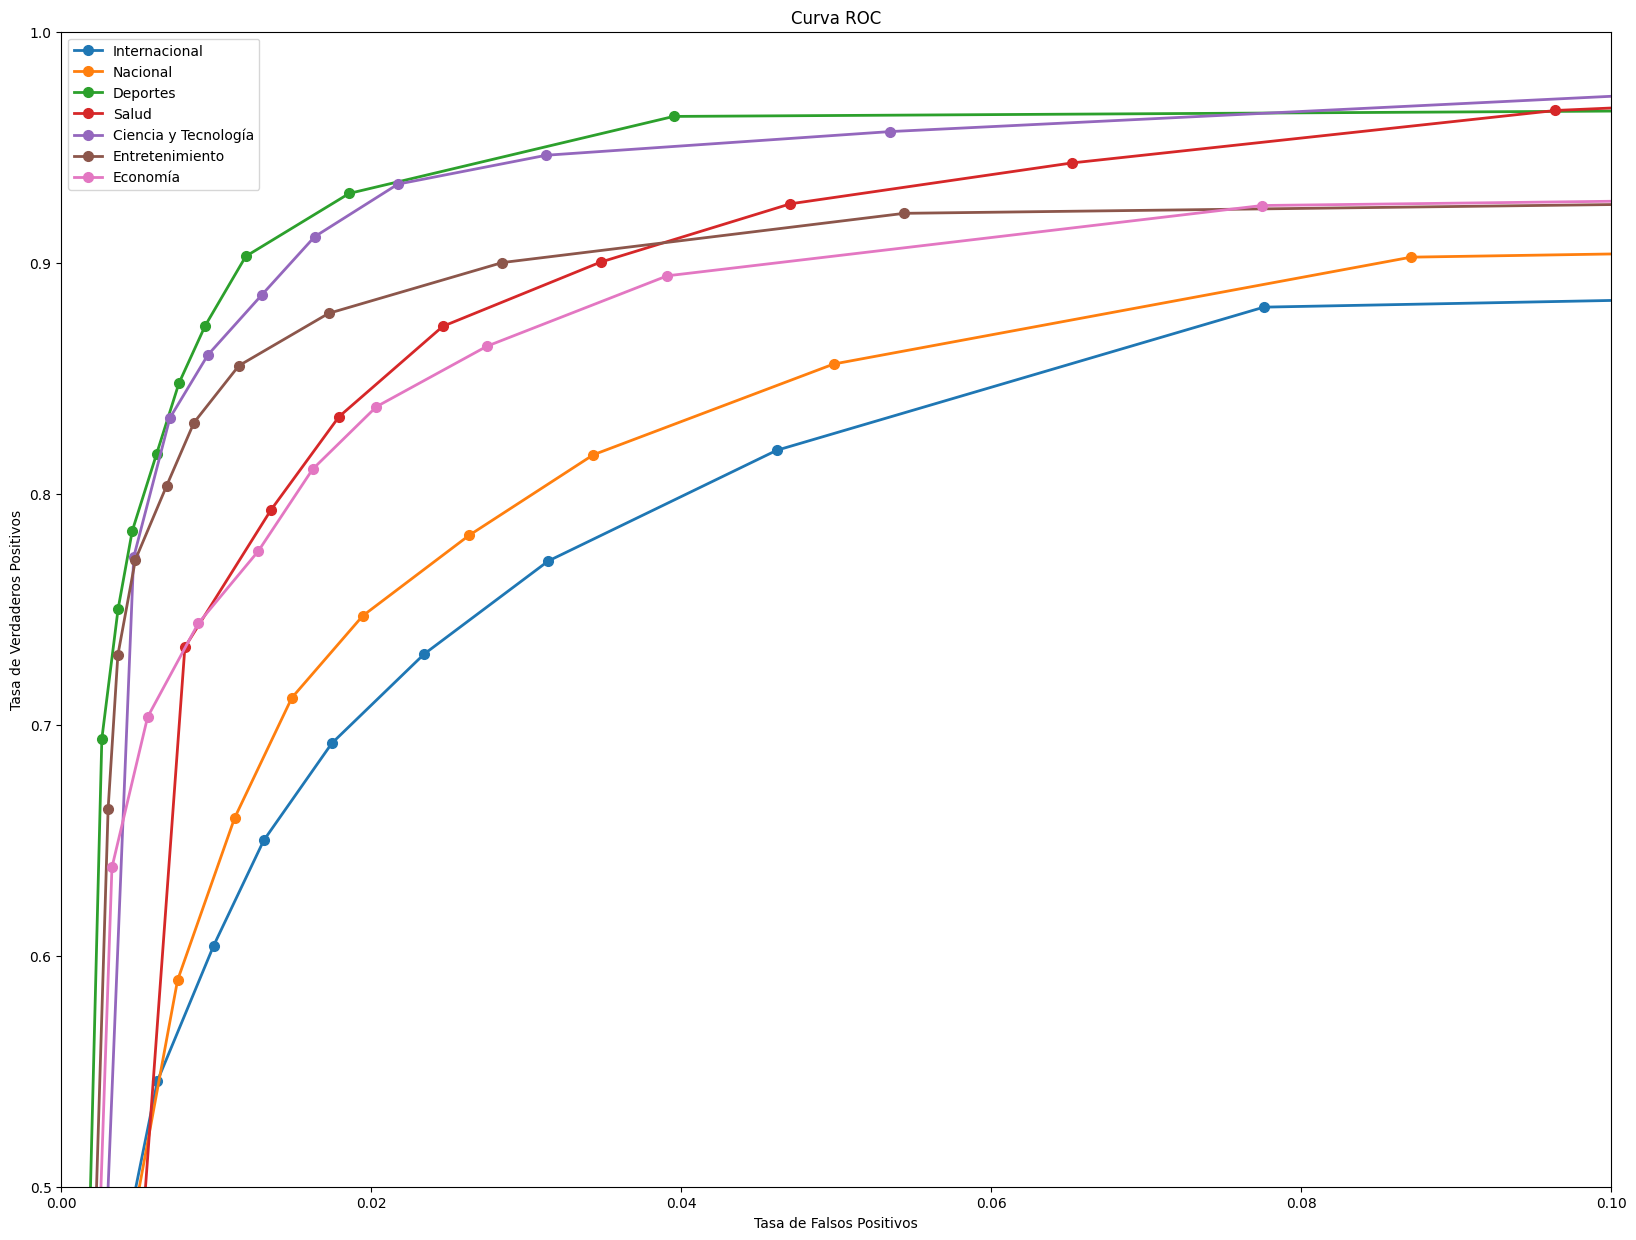 Curva ROC
1.0
0.9
0.8
0.7
0.6
0.5
Tasa de Verdaderos Positivos
Internacional
Nacional
Deportes
Salud
Ciencia y Tecnología
Entretenimiento
Economía
0.00 0.02 0.04 0.06 0.08 0.10
Tasa de Falsos Positivos